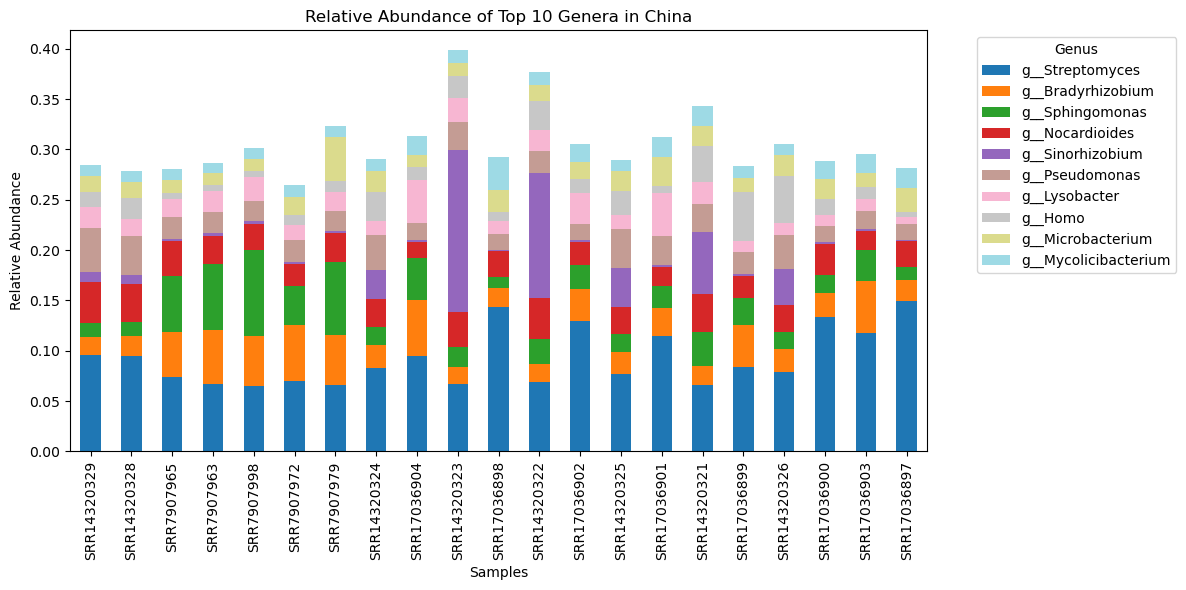 Relative Abundance of Top 10 Genera in China
Relative Abundance
0.40
0.35
0.30
0.25
0.20
0.15
0.10
0.05
0.00
SRR14320329
SRR14320328
SRR7907965
SRR7907963
SRR7907998
SRR7907972
SRR7907979
SRR14320324
SRR17036904
SRR14320323
SRR17036898
SRR14320322
SRR17036902
SRR14320325
SRR17036901
SRR14320321
SRR17036899
SRR14320326
SRR17036900
SRR17036903
SRR17036897
Samples
Genus
g__Streptomyces
g__Bradyrhizobium
g__Sphingomonas
g__Nocardioides
g__Sinorhizobium
g__Pseudomonas
g__Lysobacter
g__Homo
g__Microbacterium
g__Mycolicibacterium